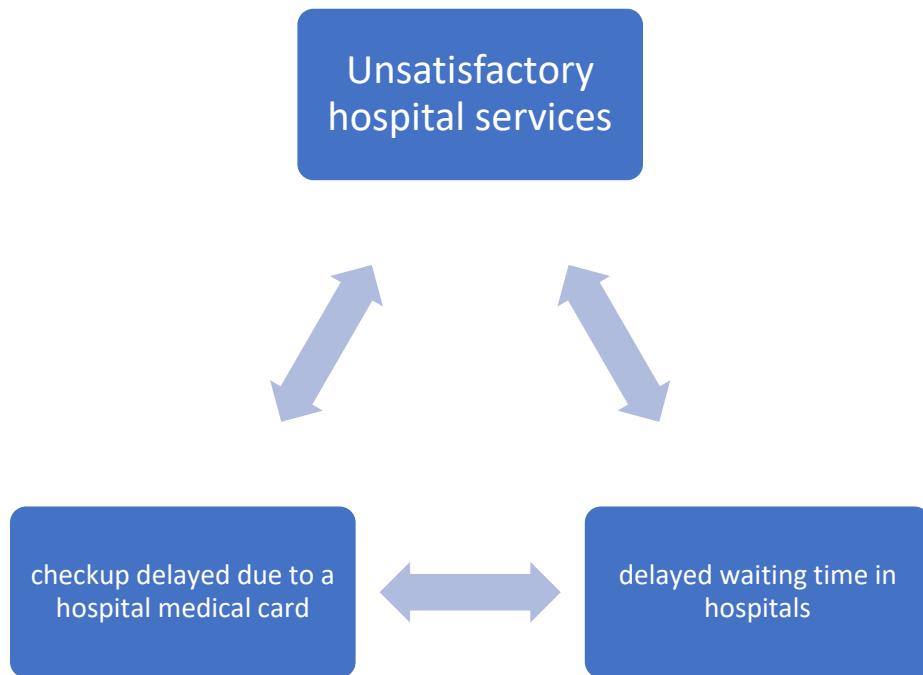 Unsatisfactory
hospital services
checkup delayed due to a
hospital medical card
delayed waiting time in
hospitals